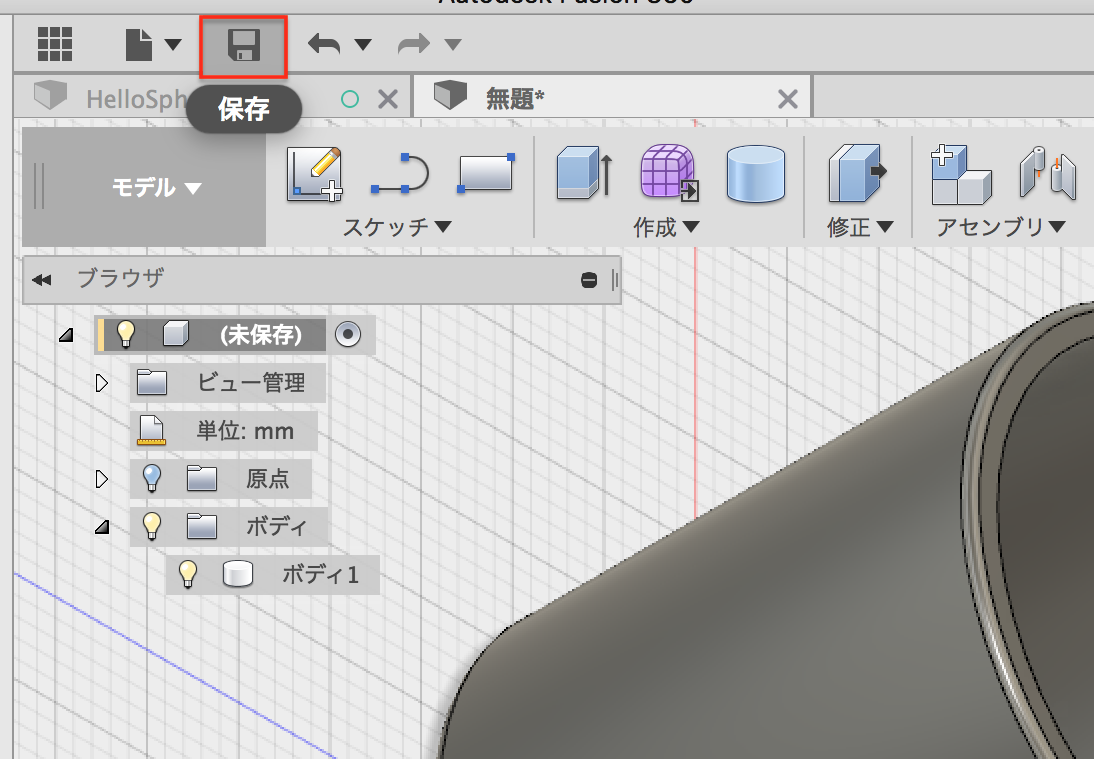 Autodesk Fusion 360
HelloSph
無題*
保存
モデル
スケッチ
作成
修正
アセンブリ
ブラウザ
(未保存)
ビュー管理
単位: mm
原点
ボディ
ボディ1